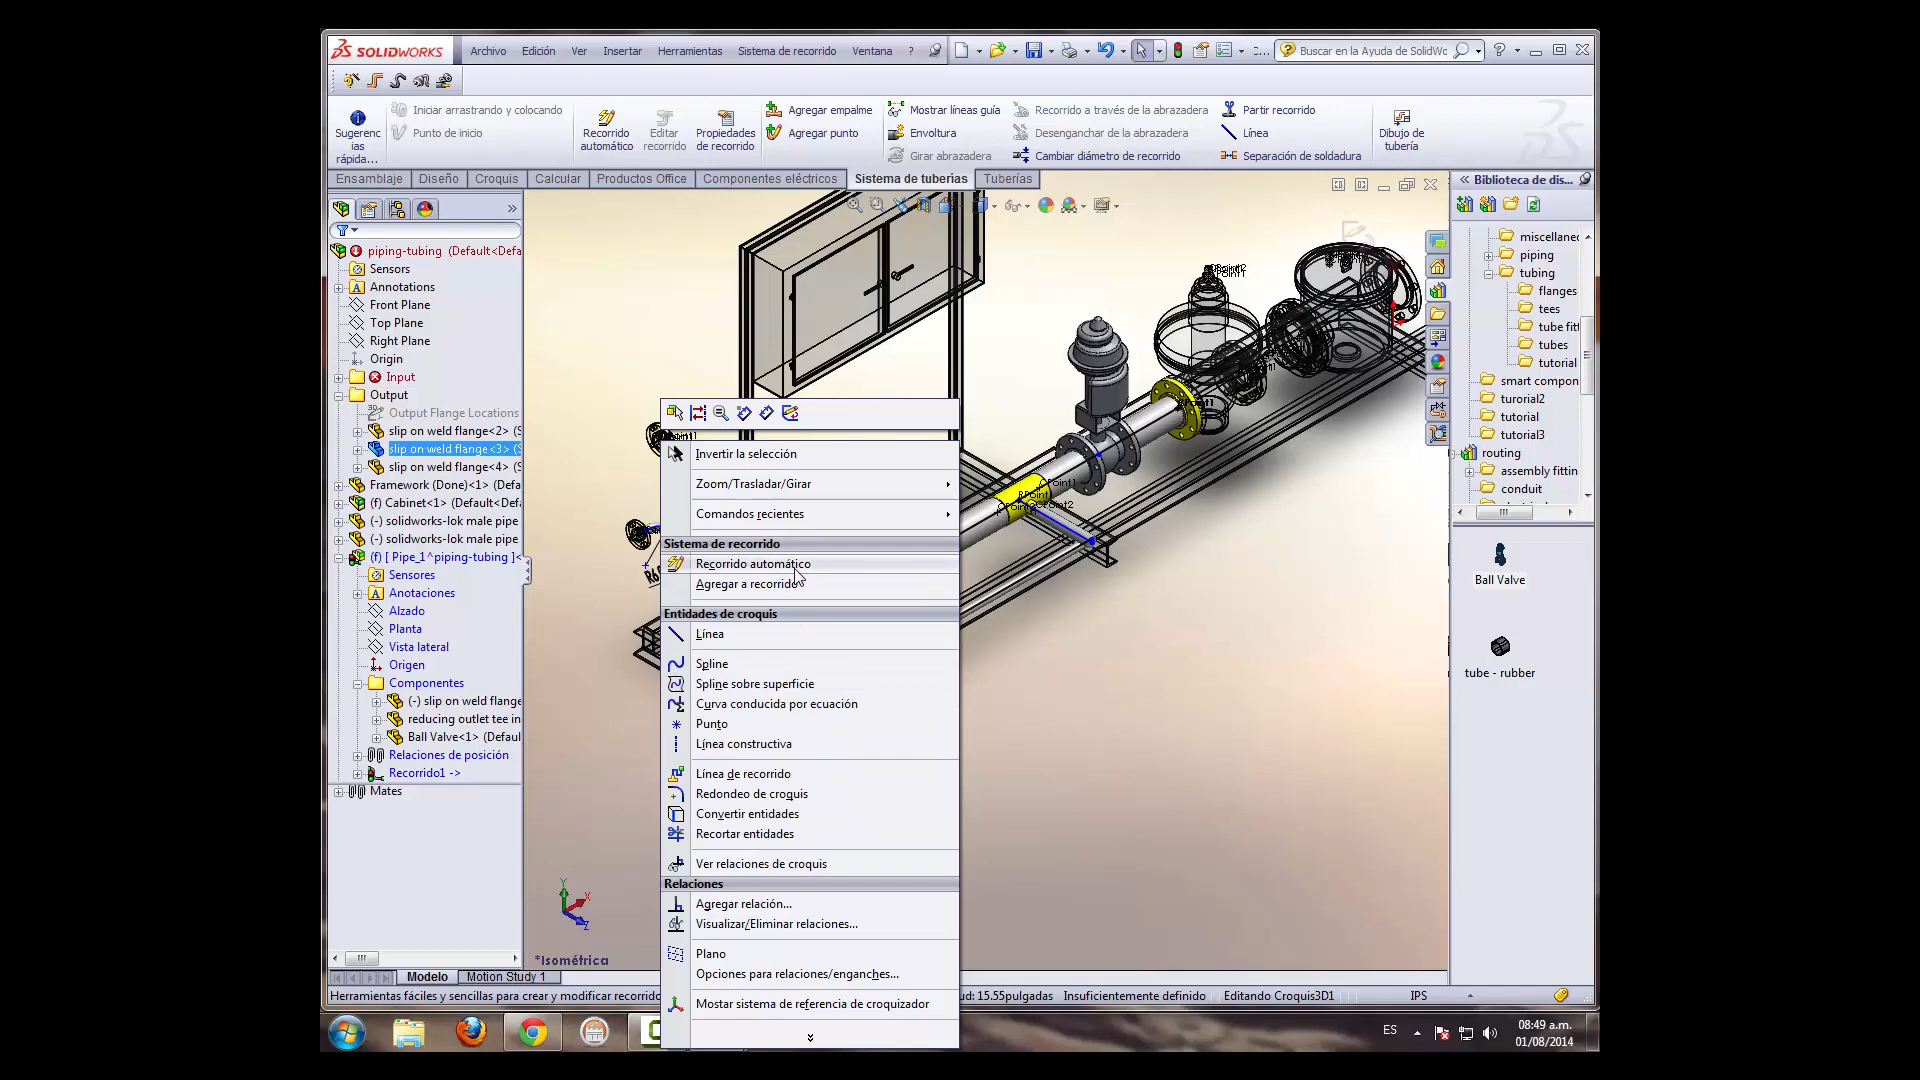 SOLIDWORKS
Archivo Edición Ver Insertar Herramientas Sistema de recorrido Ventana ?
Buscar en la Ayuda de SolidWo
Iniciar arrastrando y colocando
Punto de inicio
Sugerenc
ias
rápida...
Recorrido
automático
Editar
recorrido
Propiedades
de recorrido
Agregar empalme
Agregar punto
Mostrar líneas guía
Envoltura
Girar abrazadera
Recorrido a través de la abrazadera
Desenganchar de la abrazadera
Cambiar diámetro de recorrido
Partir recorrido
Línea
Separación de soldadura
Dibujo de
tubería
Ensamblaje Diseño Croquis Calcular Productos Office Componentes eléctricos Sistema de tuberías Tuberías
piping-tubing (Default<Defa
Sensors
Annotations
Front Plane
Top Plane
Right Plane
Origin
Input
Output
Output Flange Locations
slip on weld flange<2> (S
slip on weld flange<3> (S
slip on weld flange<4> (S
Framework (Done)<1> (Def
(f) Cabinet<1> (Default<De
(-) solidworks-lok male pipe
(-) solidworks-lok male pipe
(f) [ Pipe_1^piping-tubing ]<
Sensores
Anotaciones
Alzado
Planta
Vista lateral
Origen
Componentes
(-) slip on weld flange
reducing outlet tee in
Ball Valve<1> (Defaul
Relaciones de posición
Recorrido1 ->
Mates
Invertir la selección
Zoom/Trasladar/Girar
Comandos recientes
Sistema de recorrido
Recorrido automático
Agregar a recorrido
Entidades de croquis
Línea
Spline
Spline sobre superficie
Curva conducida por ecuación
Punto
Línea constructiva
Línea de recorrido
Redondeo de croquis
Convertir entidades
Recortar entidades
Ver relaciones de croquis
Relaciones
Agregar relación...
Visualizar/Eliminar relaciones...
Plano
Opciones para relaciones/enganches...
Mostar sistema de referencia de croquizador
CPoint1
RPoint
CPoint2
*Isométrica
Y
X
Z
Biblioteca de dis...
miscellaneo
piping
tubing
flanges
tees
tube fitt
tubes
tutorial
smart compon
turorial2
tutorial
tutorial3
routing
assembly fittin
conduit
Ball Valve
tube - rubber
Modelo Motion Study 1
Herramientas fáciles y sencillas para crear y modificar recorrido
ud: 15.55pulgadas Insuficientemente definido Editando Croquis3D1 IPS
ES
08:49 a.m.
01/08/2014